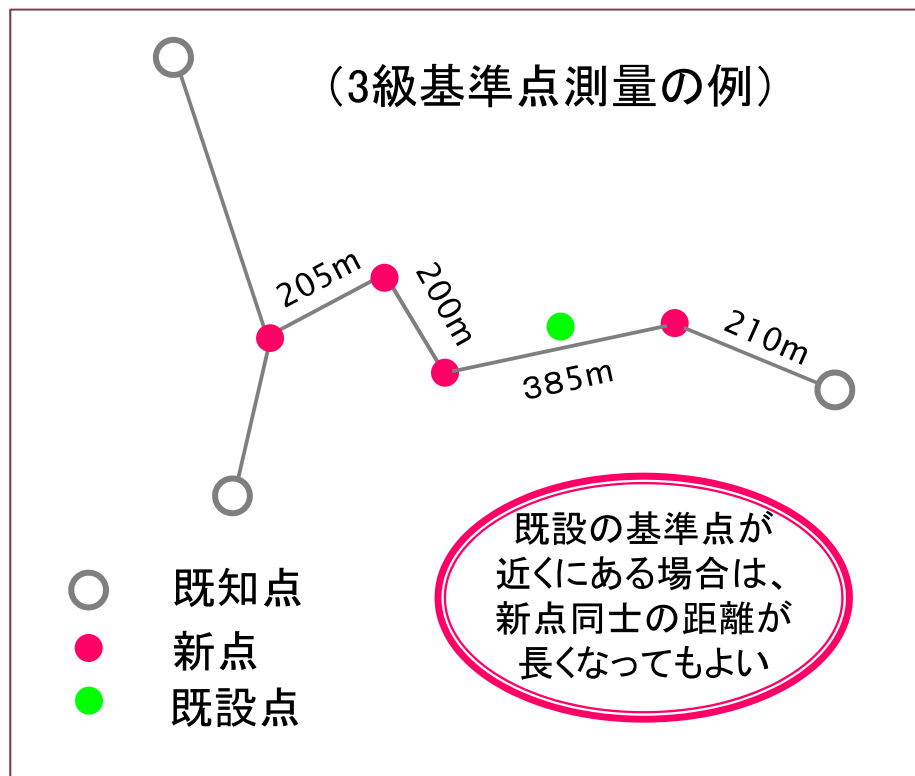 （3級基準点測量の例）
205m
200m
385m
210m
既設の基準点が
近くにある場合は、
新点同士の距離が
長くなってもよい
既知点
新点
既設点